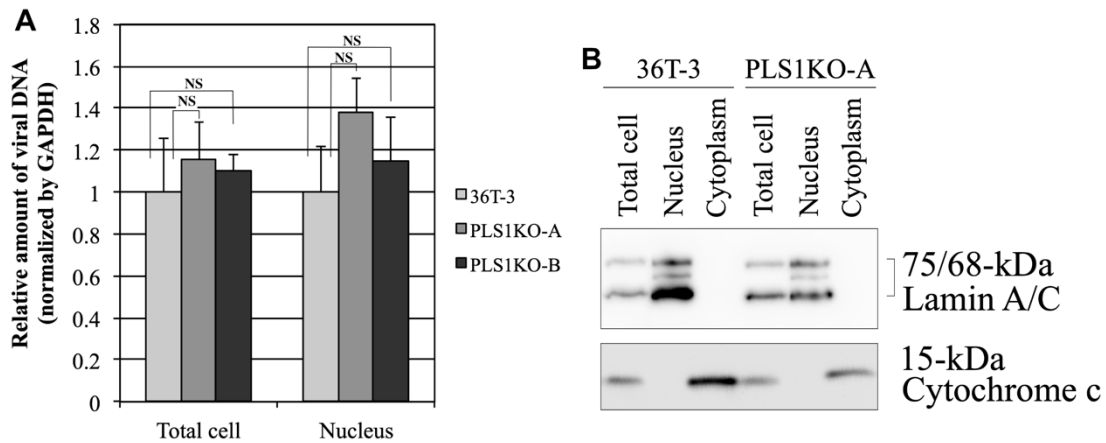 A
Relative amount of viral DNA
(normalized by GAPDH)
1.8
1.6
1.4
1.2
1
0.8
0.6
0.4
0.2
0
NS
NS
NS
NS
Total cell
Nucleus
36T-3
PLS1KO-A
PLS1KO-B
B
36T-3
PLS1KO-A
Total cell
Nucleus
Cytoplasm
Total cell
Nucleus
Cytoplasm
75/68-kDa
Lamin A/C
15-kDa
Cytochrome c